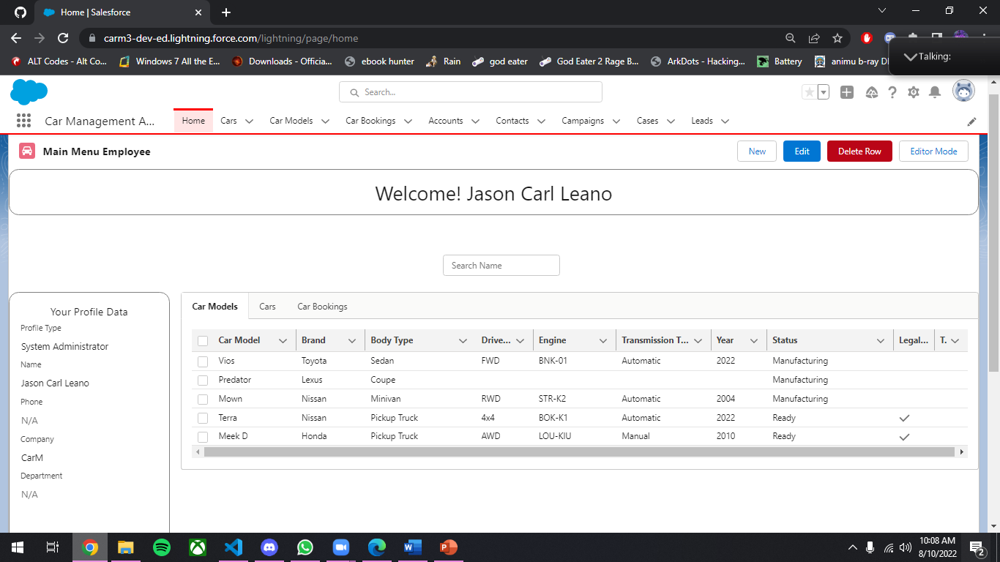 Home | Salesforce
carm3-dev-ed.lightning.force.com/lightning/page/home
ALT Codes - Alt Co... Windows 7 All the E... Downloads - Officia... ebook hunter Rain god eater God Eater 2 Rage B... ArkDots - Hacking... Battery animu b-ray
Talking:
Search...
Car Management A... Home Cars Car Models Car Bookings Accounts Contacts Campaigns Cases Leads
Main Menu Employee New Edit Delete Row Editor Mode
Welcome! Jason Carl Leano
Search Name
Your Profile Data
Profile Type
System Administrator
Name
Jason Carl Leano
Phone
N/A
Company
CarM
Department
N/A
Car Models Cars Car Bookings
Car Model Brand Body Type Drive... Engine Transmission T... Year Status Legal... T.
Vios Toyota Sedan FWD BNK-01 Automatic 2022 Manufacturing
Predator Lexus Coupe Manufacturing
Mown Nissan Minivan RWD STR-K2 Automatic 2004 Manufacturing
Terra Nissan Pickup Truck 4x4 BOK-K1 Automatic 2022 Ready
Meek D Honda Pickup Truck AWD LOU-KIU Manual 2010 Ready
10:08 AM
8/10/2022
2